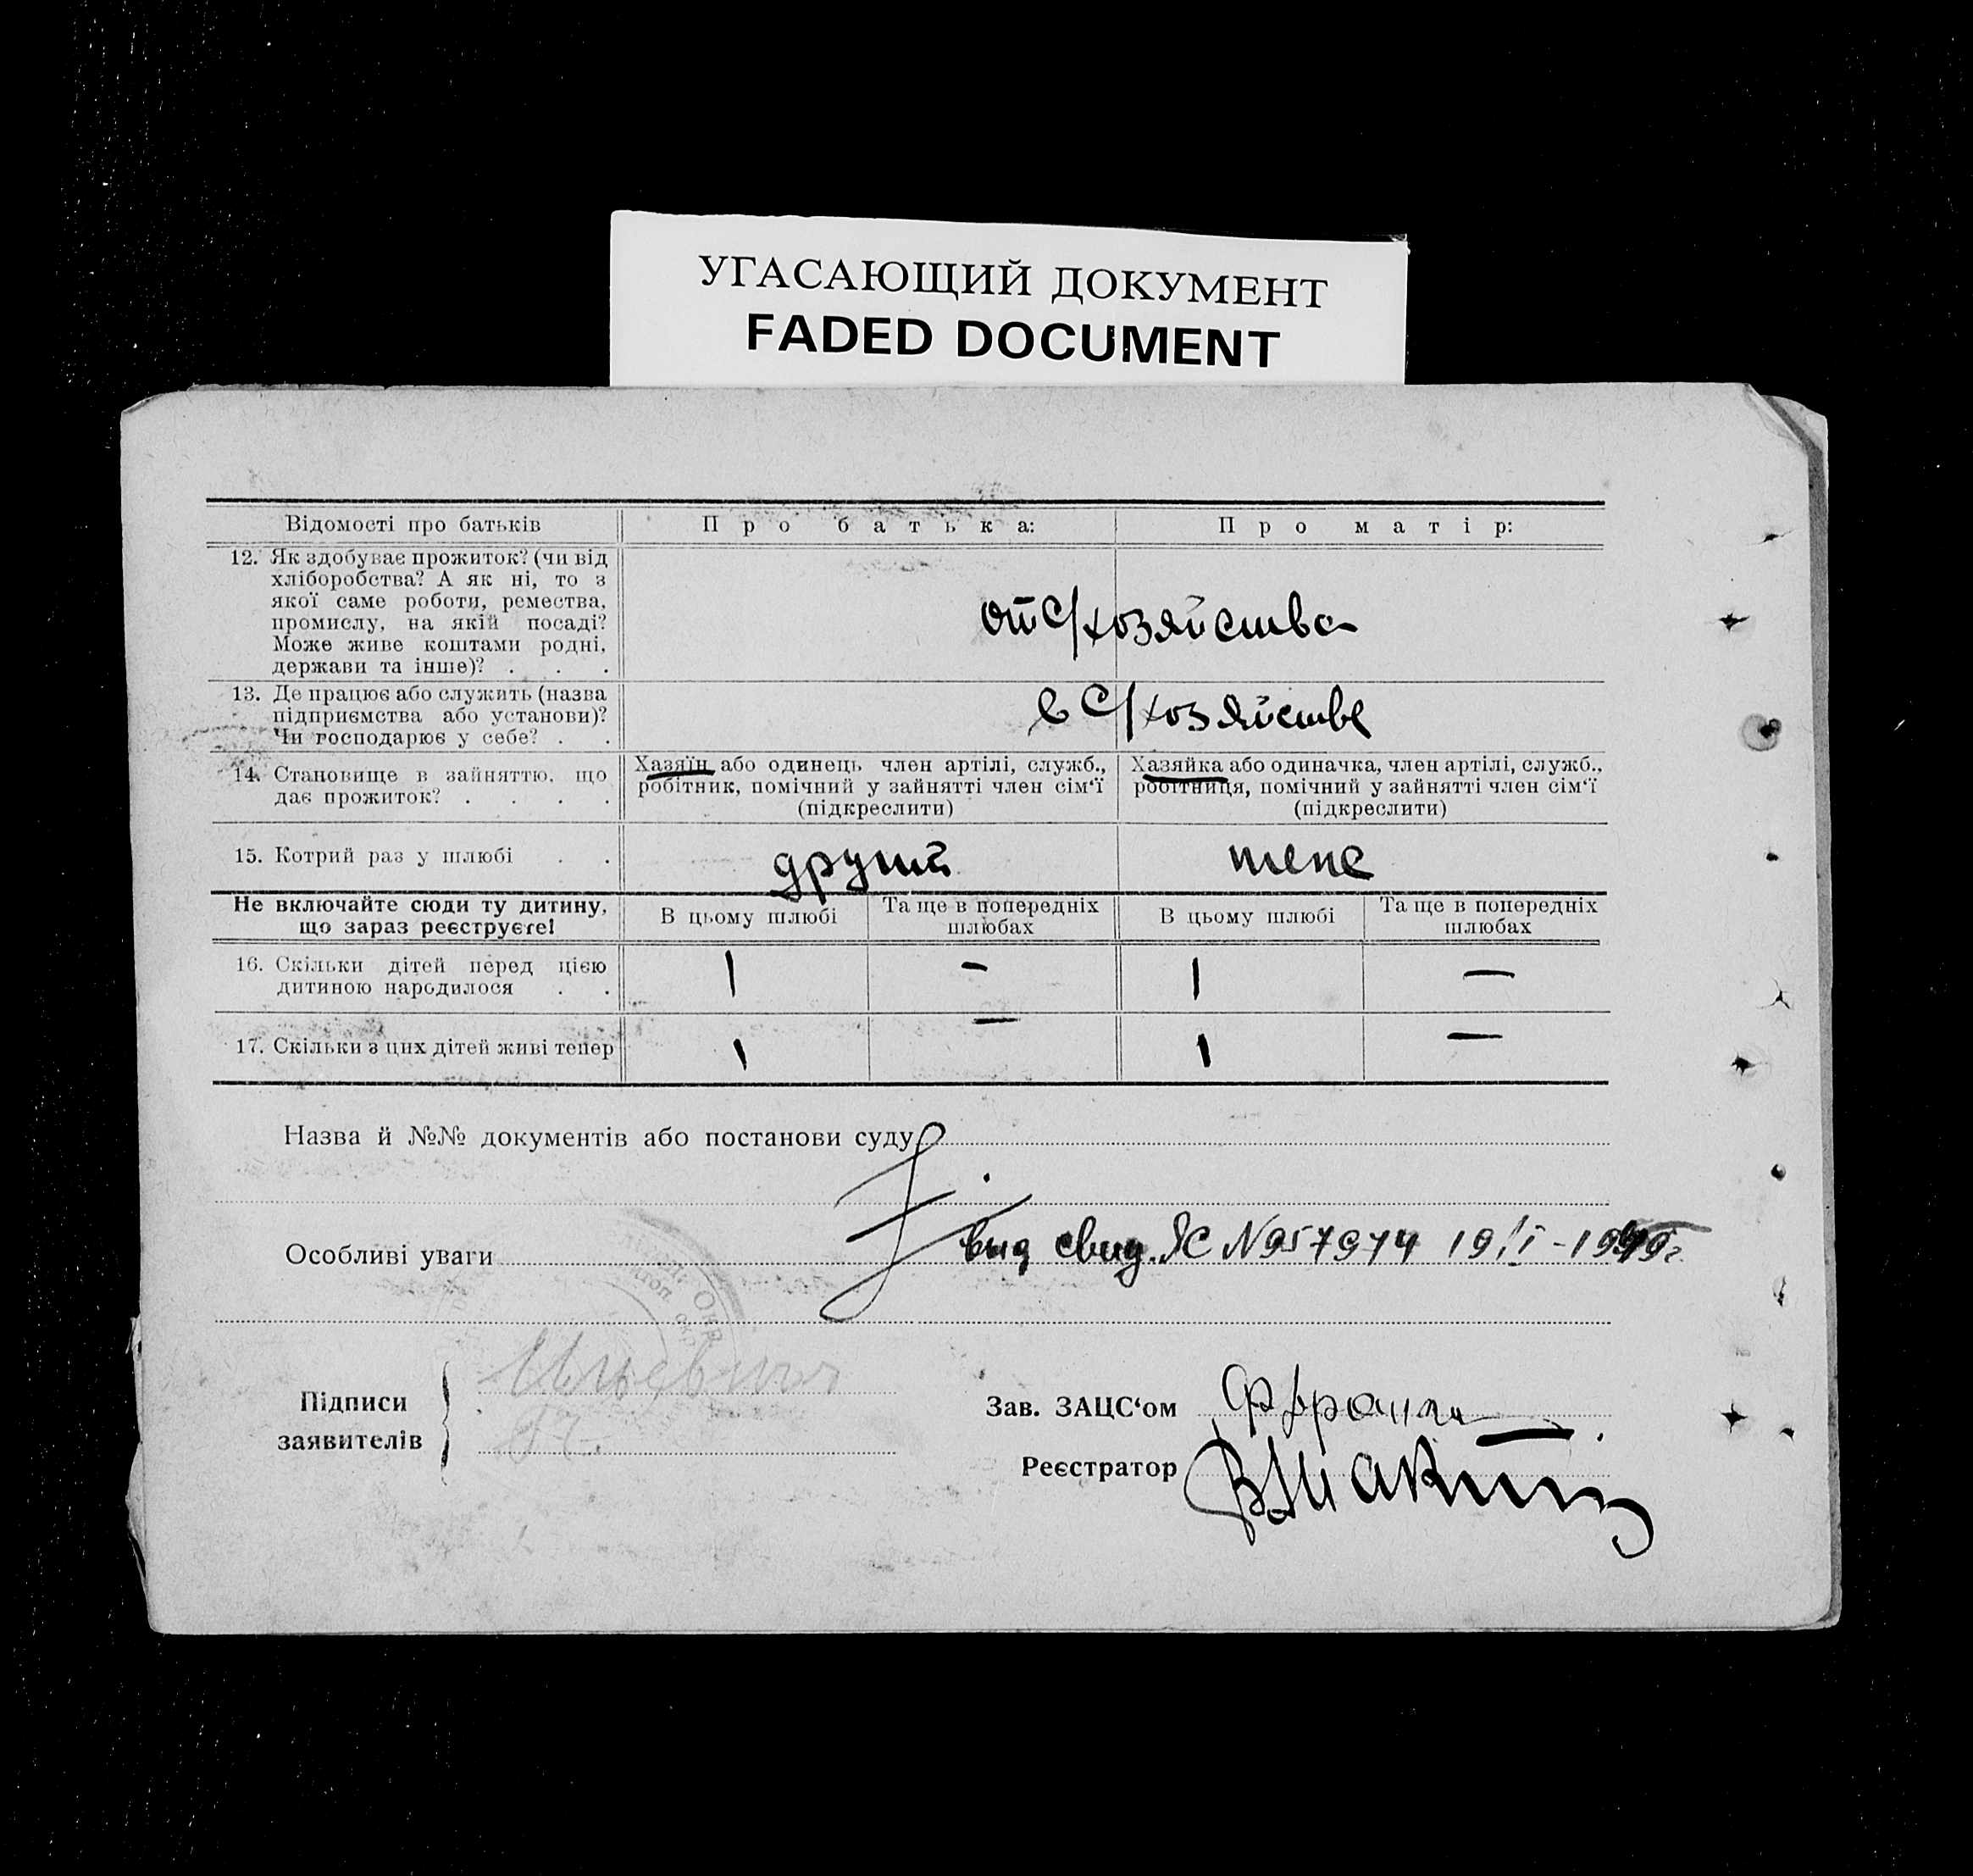 УГАСАЮЩИЙ ДОКУМЕНТ
FADED DOCUMENT
Відомості про батьків
Про батька:
Про матір:
12. Як здобуває прожиток? (чи від
хліборобства? А як ні, то з
якої саме роботи, ремества,
промислу, на якій посаді?
Може живе коштами родні,
держави та інше)? . . .
от с/хозяйства
13. Де працює або служить (назва
підприємства або установи)?
Чи господарює у себе? . .
в с/хозяйстве
14. Становище в зайняттю, що
дає прожиток? . . . .
Хазяїн або одинець член артілі, служб.,
робітник, помічний у зайнятті член сім'ї
(підкреслити)
Хазяйка або одиначка, член артілі, служб.,
робітниця, помічний у зайнятті член сім'ї
(підкреслити)
15. Котрий раз у шлюбі . .
Не включайте сюди ту дитину,
що зараз реєструєте!
В цьому шлюбі
Та ще в попередніх
шлюбах
В цьому шлюбі
Та ще в попередніх
шлюбах
16. Скільки дітей перед цією
дитиною народилося . .
1 - 1 -
17. Скільки з цих дітей живі тепер
1 - 1 -
Назва й №№ документів або постанови суду
Особливі уваги
выд свид. ЯС N957974
Підписи
заявителів
Зав. ЗАЦС'ом
Реєстратор